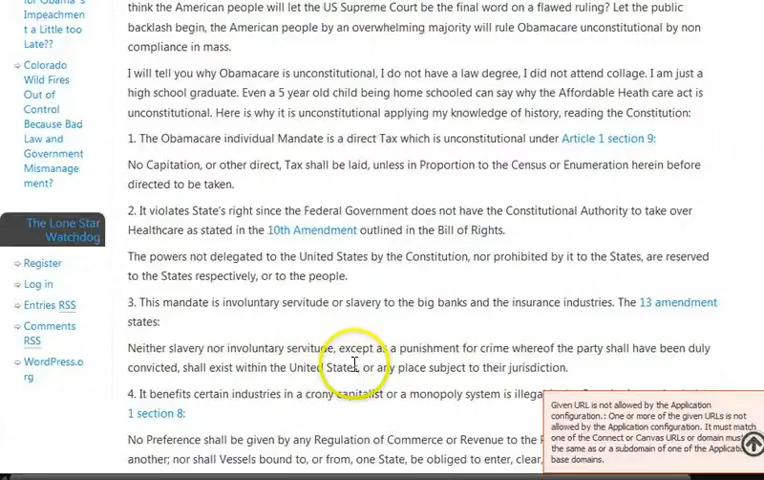 for Obama's
Impeachmen
t a Little too
Late??
Colorado
Wild Fires
Out of
Control
Because Bad
Law and
Government
Mismanage
ment?
The Lone Star
Watchdog
Register
Log in
Entries RSS
Comments
RSS
WordPress.o
rg
think the American people will let the US Supreme Court be the final word on a flawed ruling? Let the public
backlash begin, the American people by an overwhelming majority will rule Obamacare unconstitutional by non
compliance in mass.
I will tell you why Obamacare is unconstitutional, I do not have a law degree, I did not attend collage. I am just a
high school graduate. Even a 5 year old child being home schooled can say why the Affordable Heath care act is
unconstitutional. Here is why it is unconstitutional applying my knowledge of history, reading the Constitution:
1. The Obamacare individual Mandate is a direct Tax which is unconstitutional under Article 1 section 9:
No Capitation, or other direct, Tax shall be laid, unless in Proportion to the Census or Enumeration herein before
directed to be taken.
2. It violates State's right since the Federal Government does not have the Constitutional Authority to take over
Healthcare as stated in the 10th Amendment outlined in the Bill of Rights.
The powers not delegated to the United States by the Constitution, nor prohibited by it to the States, are reserved
to the States respectively, or to the people.
3. This mandate is involuntary servitude or slavery to the big banks and the insurance industries. The 13 amendment
states:
Neither slavery nor involuntary servitude, except as a punishment for crime whereof the party shall have been duly
convicted, shall exist within the United States, or any place subject to their jurisdiction.
4. It benefits certain industries in a crony capitalist or a monopoly system is illegal
1 section 8:
No Preference shall be given by any Regulation of Commerce or Revenue to the
another; nor shall Vessels bound to, or from, one State, be obliged to enter, clear,
Given URL is not allowed by the Application
configuration.: One or more of the given URLs is not
allowed by the Application configuration. It must match
one of the Connect or Canvas URLs or domain must
the same as or a subdomain of one of the Applicati
base domains.